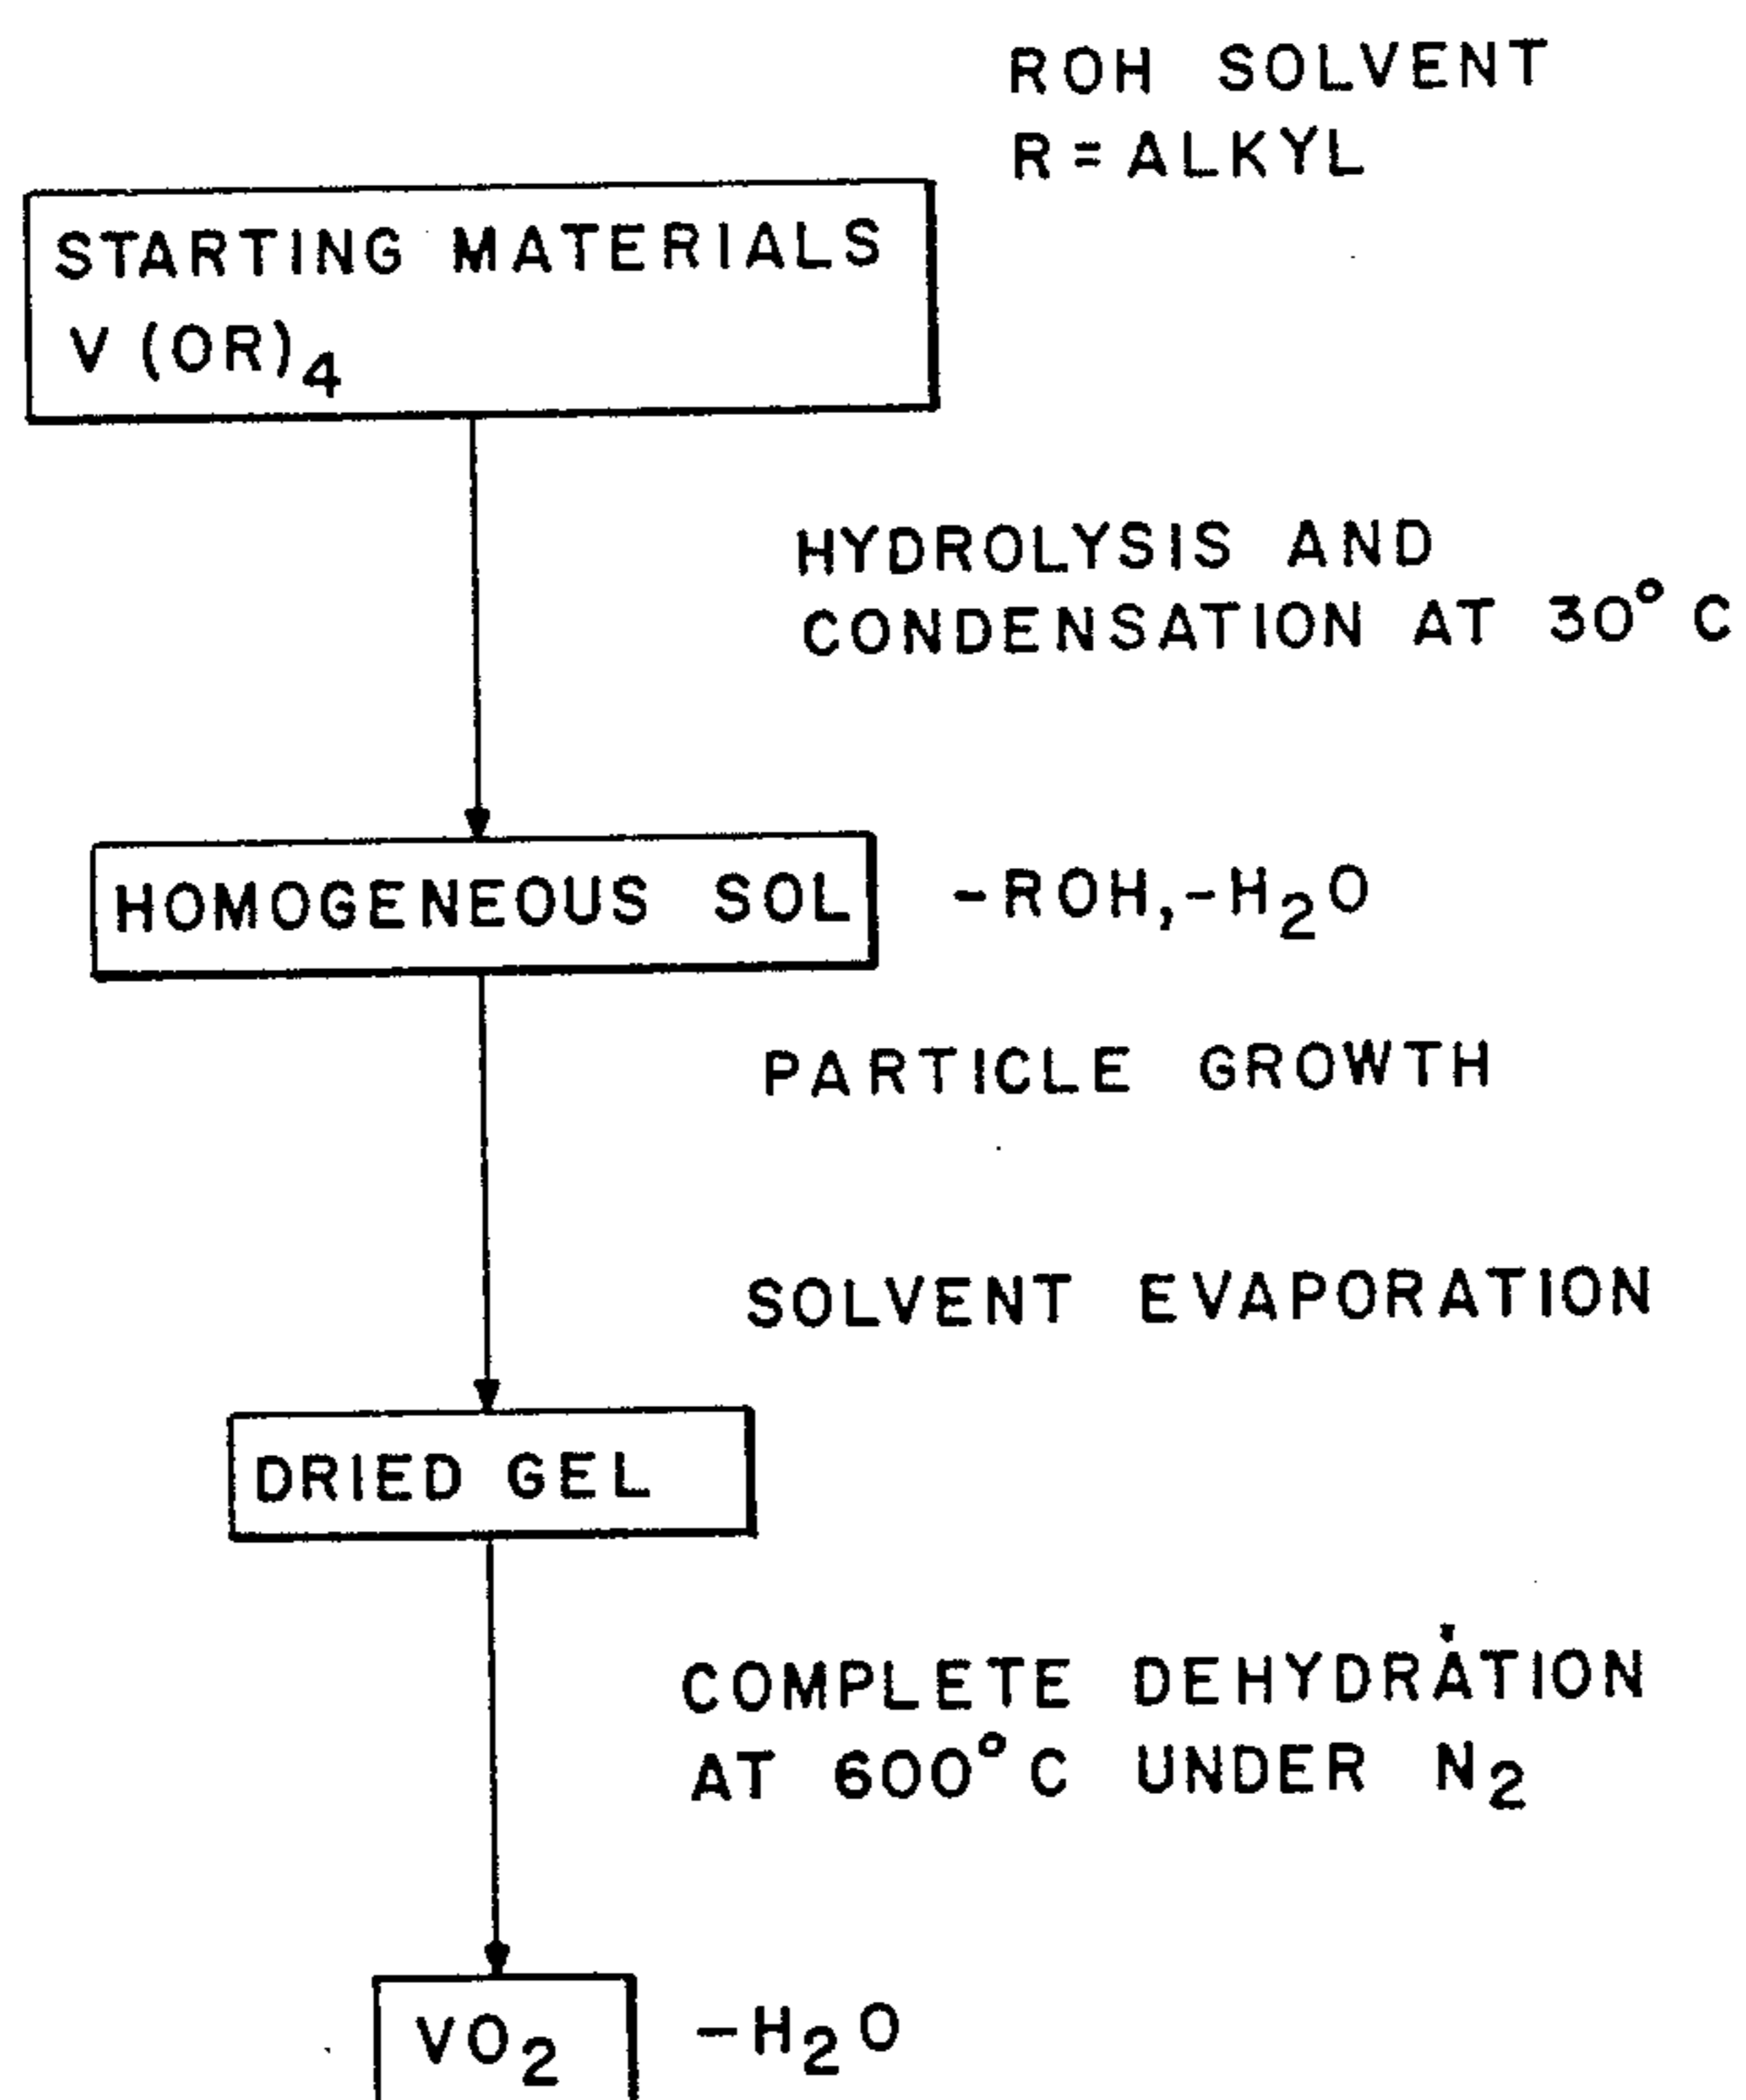 ROH SOLVENT
R = ALKYL
STARTING MATERIALS
V (OR)₄
HYDROLYSIS AND
CONDENSATION AT 30° C
HOMOGENEOUS SOL
-ROH,-H₂O
PARTICLE GROWTH
SOLVENT EVAPORATION
DRIED GEL
COMPLETE DEHYDRATION
AT 600° C UNDER N₂
VO₂
-H₂O